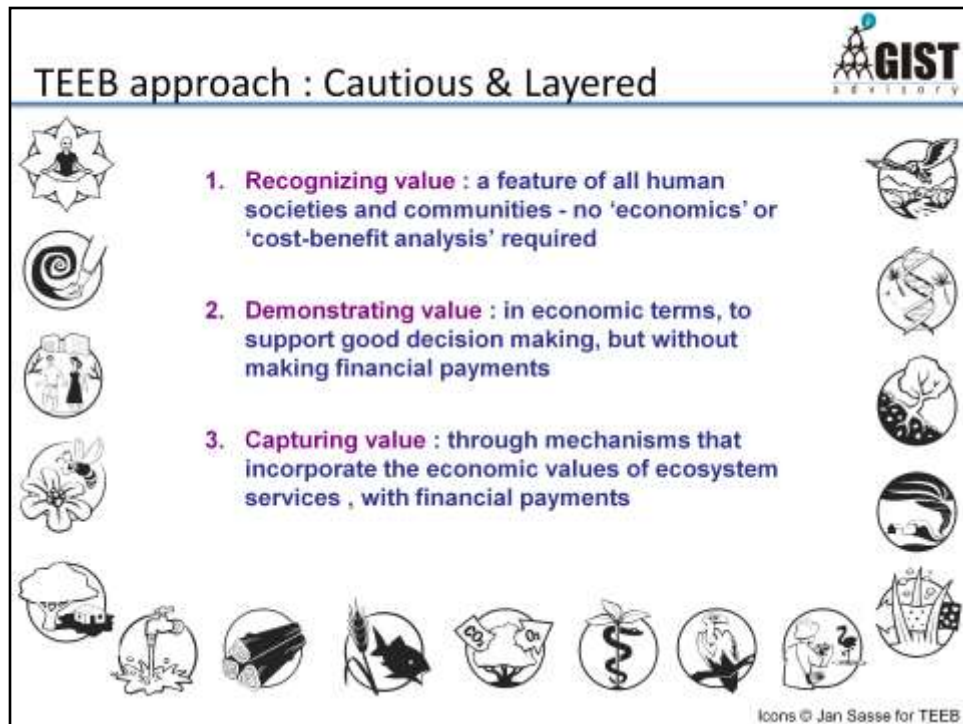 TEEB approach : Cautious & Layered
GIST
advisory
1. Recognizing value : a feature of all human
societies and communities - no ‘economics’ or
‘cost-benefit analysis’ required
2. Demonstrating value : in economic terms, to
support good decision making, but without
making financial payments
3. Capturing value : through mechanisms that
incorporate the economic values of ecosystem
services , with financial payments
CO₂
O₂
Icons © Jan Sasse for TEEB